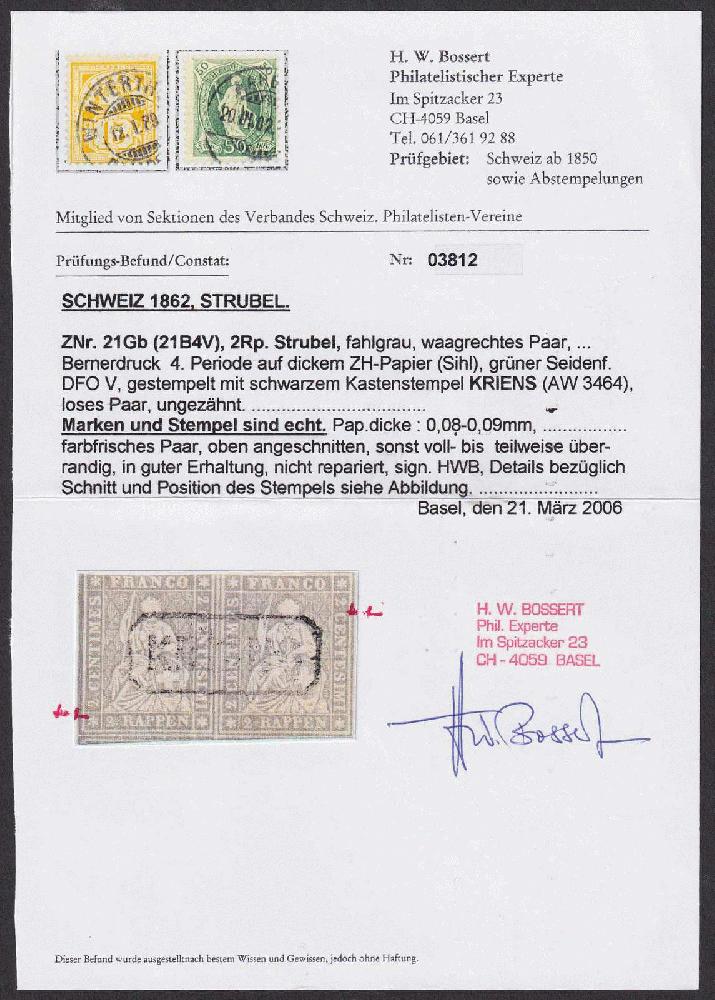 H. W. Bossert
Philatelistischer Experte
Im Spitzacker 23
CH-4059 Basel
Tel. 061/361 92 88
Prüfgebiet: Schweiz ab 1850
sowie Abstempelungen
Mitglied von Sektionen des Verbandes Schweiz. Philatelisten-Vereine
Prüfungs-Befund/Constat: Nr: 03812
SCHWEIZ 1862, STRUBEL.
ZNr. 21Gb (21B4V), 2Rp. Strubel, fahlgrau, waagrechtes Paar, ...
Bernerdruck 4. Periode auf dickem ZH-Papier (Sihl), grüner Seidenf.
DFO V, gestempelt mit schwarzem Kastenstempel KRIENS (AW 3464),
loses Paar, ungezähnt. ...................................
Marken und Stempel sind echt. Pap.dicke : 0,08-0,09mm, .................
farbfrisches Paar, oben angeschnitten, sonst voll- bis teilweise über-
randig, in guter Erhaltung, nicht repariert, sign. HWB, Details bezüglich
Schnitt und Position des Stempels siehe Abbildung. ........................
Basel, den 21. März 2006
FRANCO FRANCO
2 CENTIMES
2 RAPPEN 2 RAPPEN
H. W. BOSSERT
Phil. Experte
Im Spitzacker 23
CH - 4059 BASEL
H.W. Bossert
Dieser Befund wurde ausgestelltnach bestem Wissen und Gewissen, jedoch ohne Haftung.